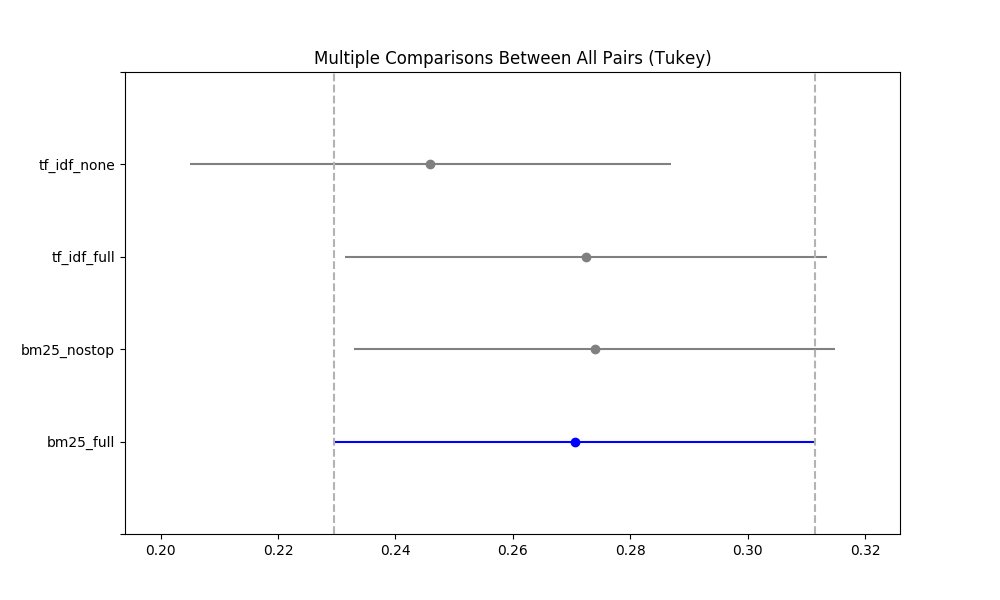 Multiple Comparisons Between All Pairs (Tukey)
tf_idf_none
tf_idf_full
bm25_nostop
bm25_full
0.20 0.22 0.24 0.26 0.28 0.30 0.32